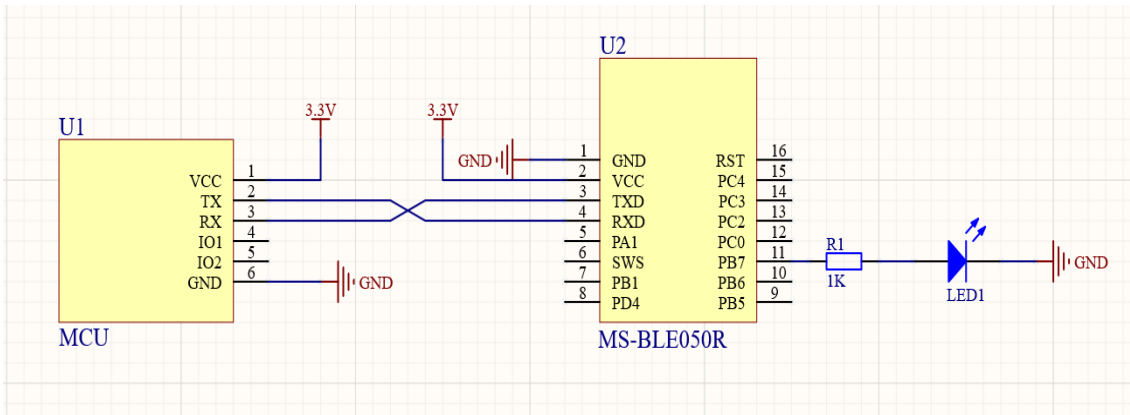 U1
3.3V
VCC 1
TX 2
RX 3
IO1 4
IO2 5
GND 6
GND
MCU
U2
3.3V
GND
1 GND
2 VCC
3 TXD
4 RXD
5 PA1
6 SWS
7 PB1
8 PD4
RST 16
PC4 15
PC3 14
PC2 13
PC0 12
PB7 11
PB6 10
PB5 9
MS-BLE050R
R1
1K
LED1
GND